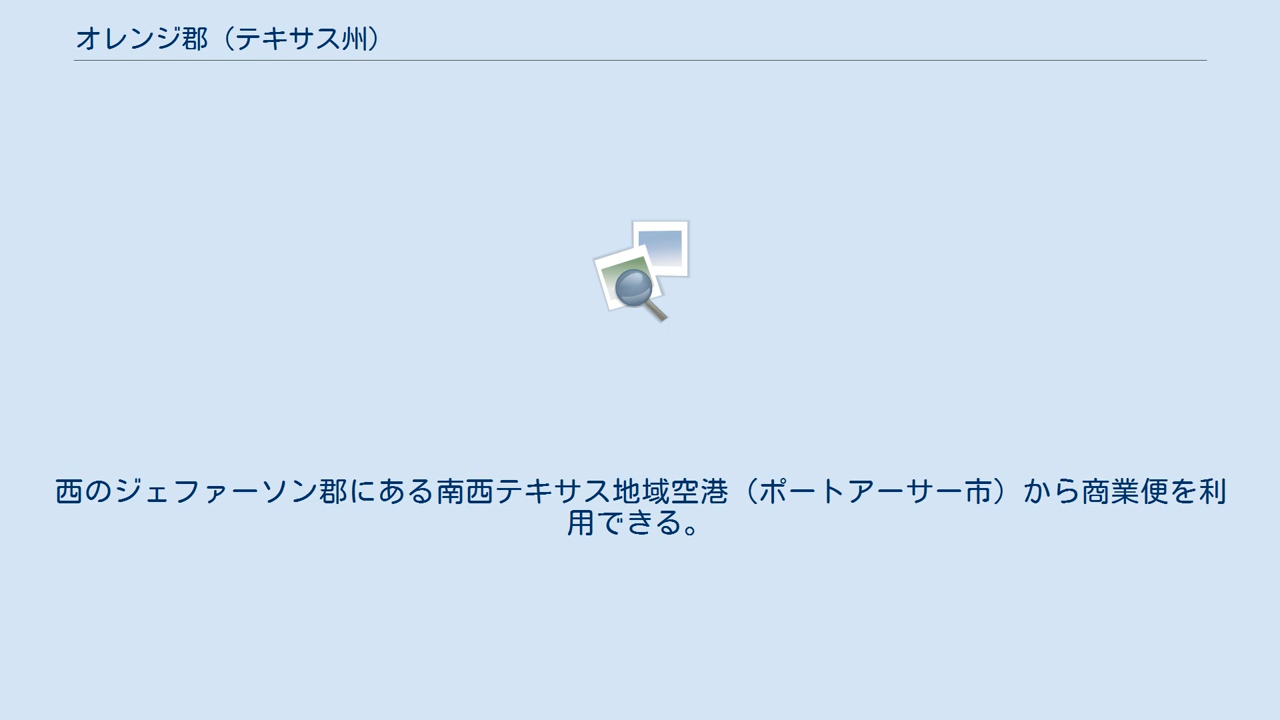 オレンジ郡（テキサス州）
西のジェファーソン郡にある南西テキサス地域空港（ポートアーサー市）から商業便を利
用できる。